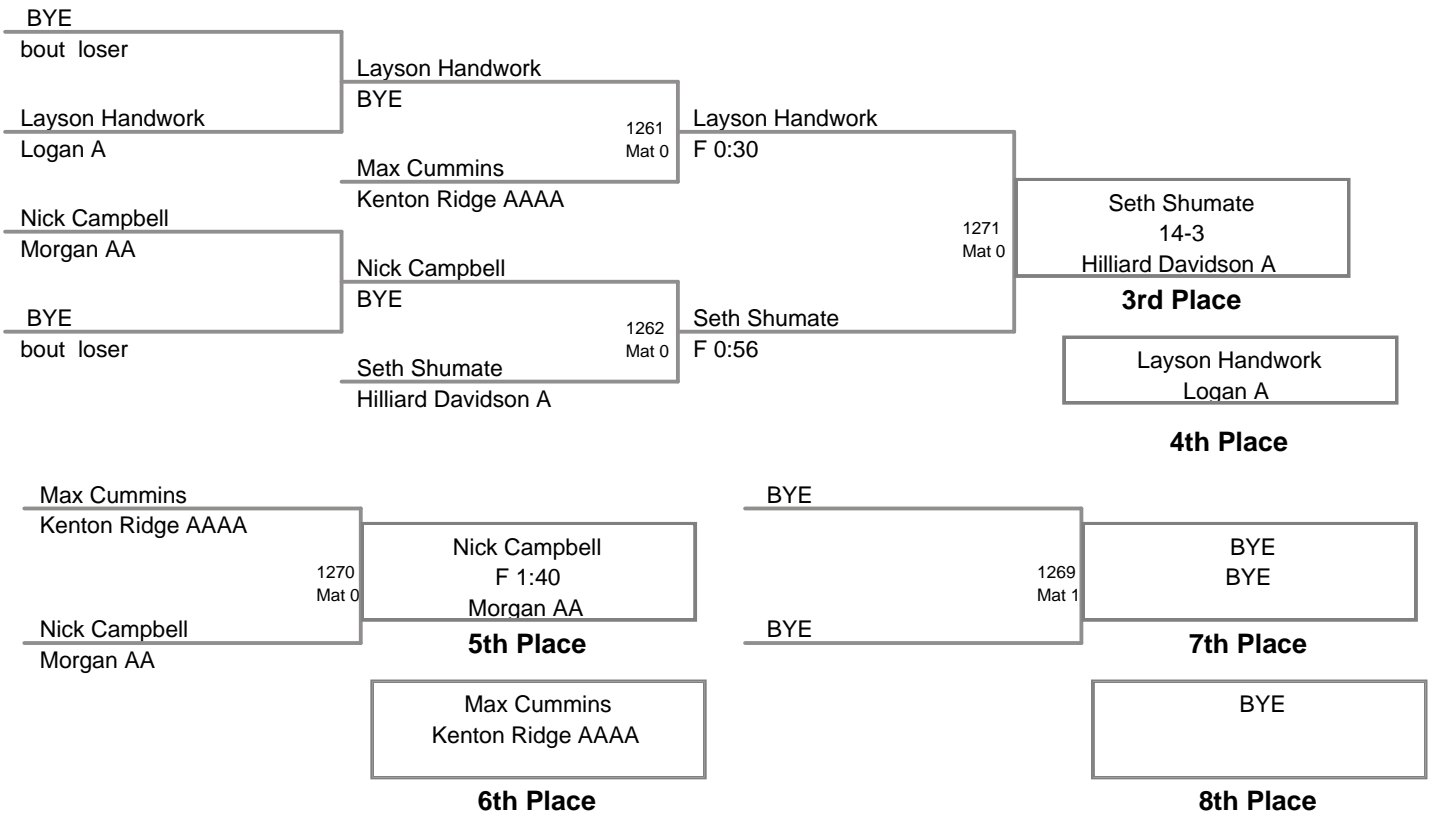 BYE
bout loser
Layson Handwork
BYE
Layson Handwork
Logan A
1261
Mat 0
Layson Handwork
F 0:30
Max Cummins
Kenton Ridge AAAA
Nick Campbell
Morgan AA
Nick Campbell
BYE
BYE
bout loser
1262
Mat 0
Seth Shumate
F 0:56
Seth Shumate
Hilliard Davidson A
1271
Mat 0
Seth Shumate
14-3
Hilliard Davidson A
3rd Place
Layson Handwork
Logan A
4th Place
Max Cummins
Kenton Ridge AAAA
1270
Mat 0
Nick Campbell
Morgan AA
Nick Campbell
F 1:40
Morgan AA
5th Place
Max Cummins
Kenton Ridge AAAA
6th Place
BYE
1269
Mat 1
BYE
BYE
BYE
7th Place
BYE
8th Place